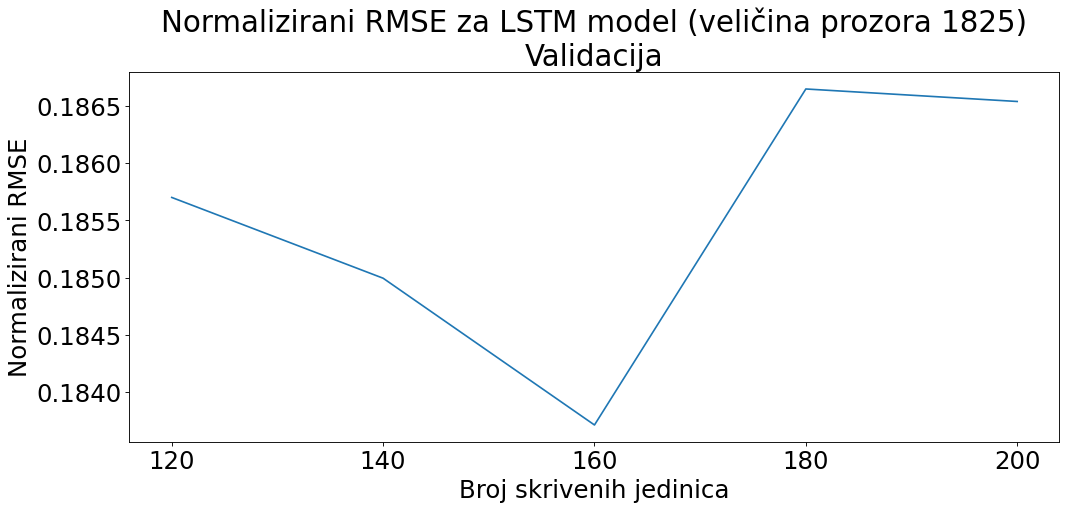 Normalizirani RMSE za LSTM model (veličina prozora 1825)
Validacija
Normalizirani RMSE
0.1865
0.1860
0.1855
0.1850
0.1845
0.1840
120 140 160 180 200
Broj skrivenih jedinica